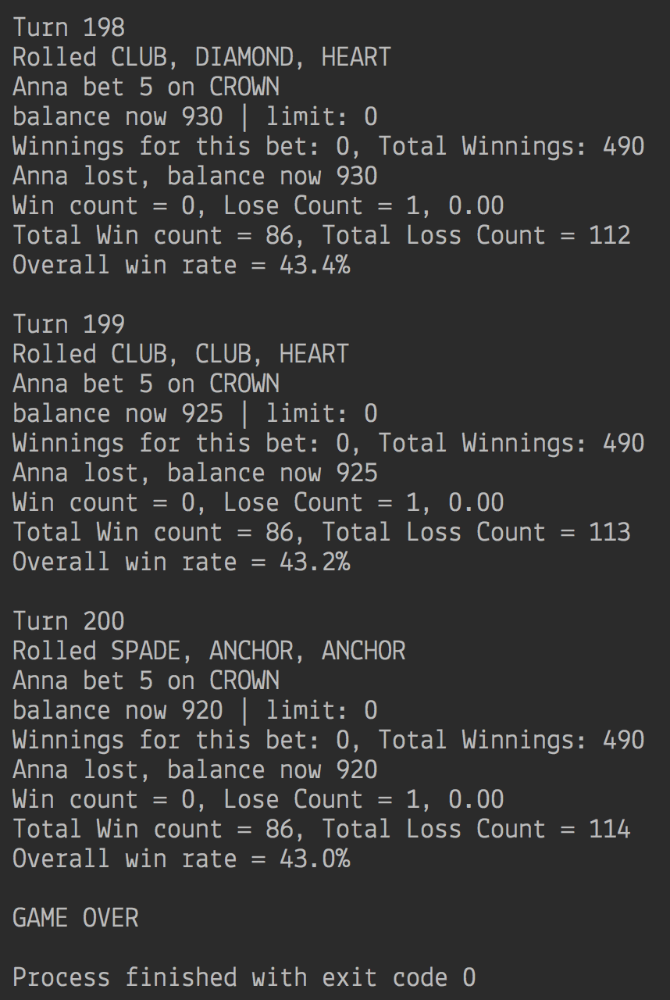 Turn 198
Rolled CLUB, DIAMOND, HEART
Anna bet 5 on CROWN
balance now 930 | limit: 0
Winnings for this bet: 0, Total Winnings: 490
Anna lost, balance now 930
Win count = 0, Lose Count = 1, 0.00
Total Win count = 86, Total Loss Count = 112
Overall win rate = 43.4%

Turn 199
Rolled CLUB, CLUB, HEART
Anna bet 5 on CROWN
balance now 925 | limit: 0
Winnings for this bet: 0, Total Winnings: 490
Anna lost, balance now 925
Win count = 0, Lose Count = 1, 0.00
Total Win count = 86, Total Loss Count = 113
Overall win rate = 43.2%

Turn 200
Rolled SPADE, ANCHOR, ANCHOR
Anna bet 5 on CROWN
balance now 920 | limit: 0
Winnings for this bet: 0, Total Winnings: 490
Anna lost, balance now 920
Win count = 0, Lose Count = 1, 0.00
Total Win count = 86, Total Loss Count = 114
Overall win rate = 43.0%

GAME OVER

Process finished with exit code 0